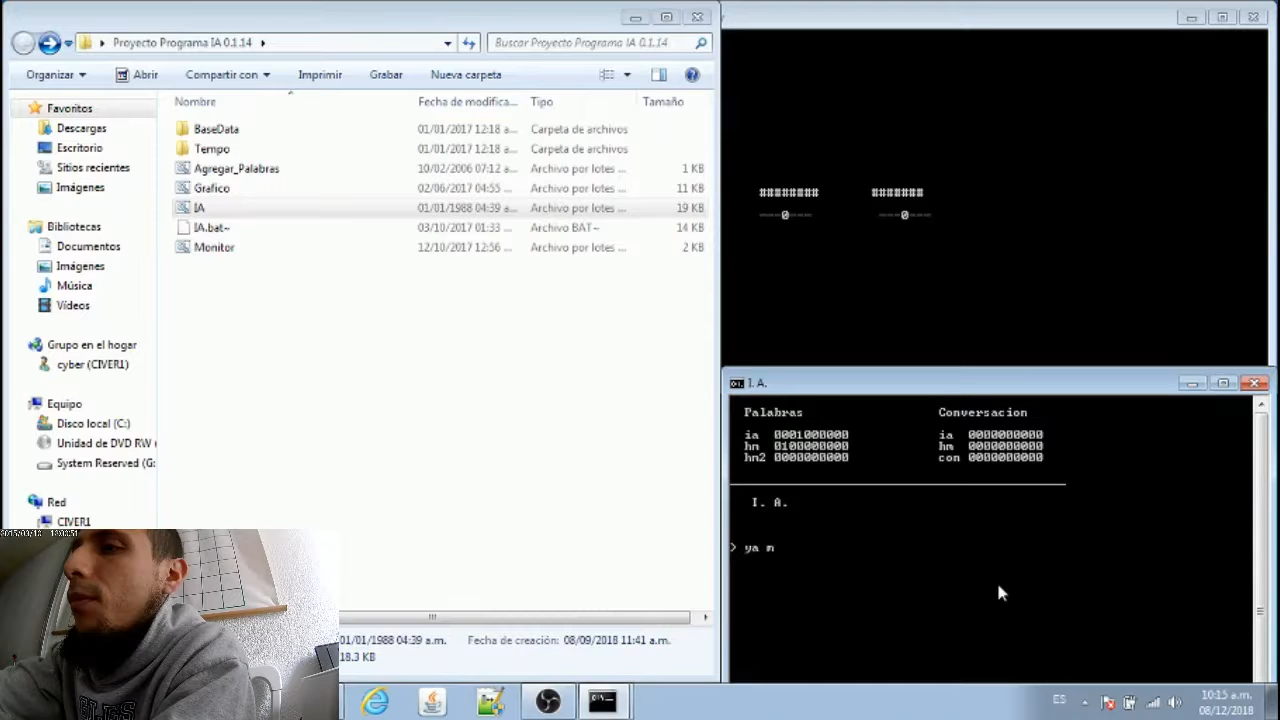 Proyecto Programa IA 0.1.14
Buscar Proyecto Programa IA 0.1.14
Organizar
Abrir
Compartir con
Imprimir
Grabar
Nueva carpeta
Nombre
Fecha de modifica...
Tipo
Tamaño
Favoritos
Descargas
Escritorio
Sitios recientes
Imágenes
Bibliotecas
Documentos
Imágenes
Música
Vídeos
Grupo en el hogar
cyber (CIVER1)
Equipo
Disco local (C:)
Unidad de DVD RW (
System Reserved (G:
Red
CIVER1
BaseData 01/01/2017 12:18 a... Carpeta de archivos
Tempo 01/01/2017 12:18 a... Carpeta de archivos
Agregar_Palabras 10/02/2006 07:12 a... Archivo por lotes ... 1 KB
Grafico 02/06/2017 04:55 ... Archivo por lotes ... 11 KB
IA 01/01/1988 04:39 a... Archivo por lotes ... 19 KB
IA.bat~ 03/10/2017 01:33 ... Archivo BAT~ 14 KB
Monitor 12/10/2017 12:56 ... Archivo por lotes ... 2 KB
01/01/1988 04:39 a.m. Fecha de creación: 08/09/2018 11:41 a.m.
18.3 KB
######## #######
---0--- ---0---
I. A.
Palabras Conversacion
ia 0001000000 ia 0000000000
hm 0100000000 hm 0000000000
hm2 0000000000 con 0000000000
I. A.
> ya m
ES
10:15 a.m.
08/12/2018